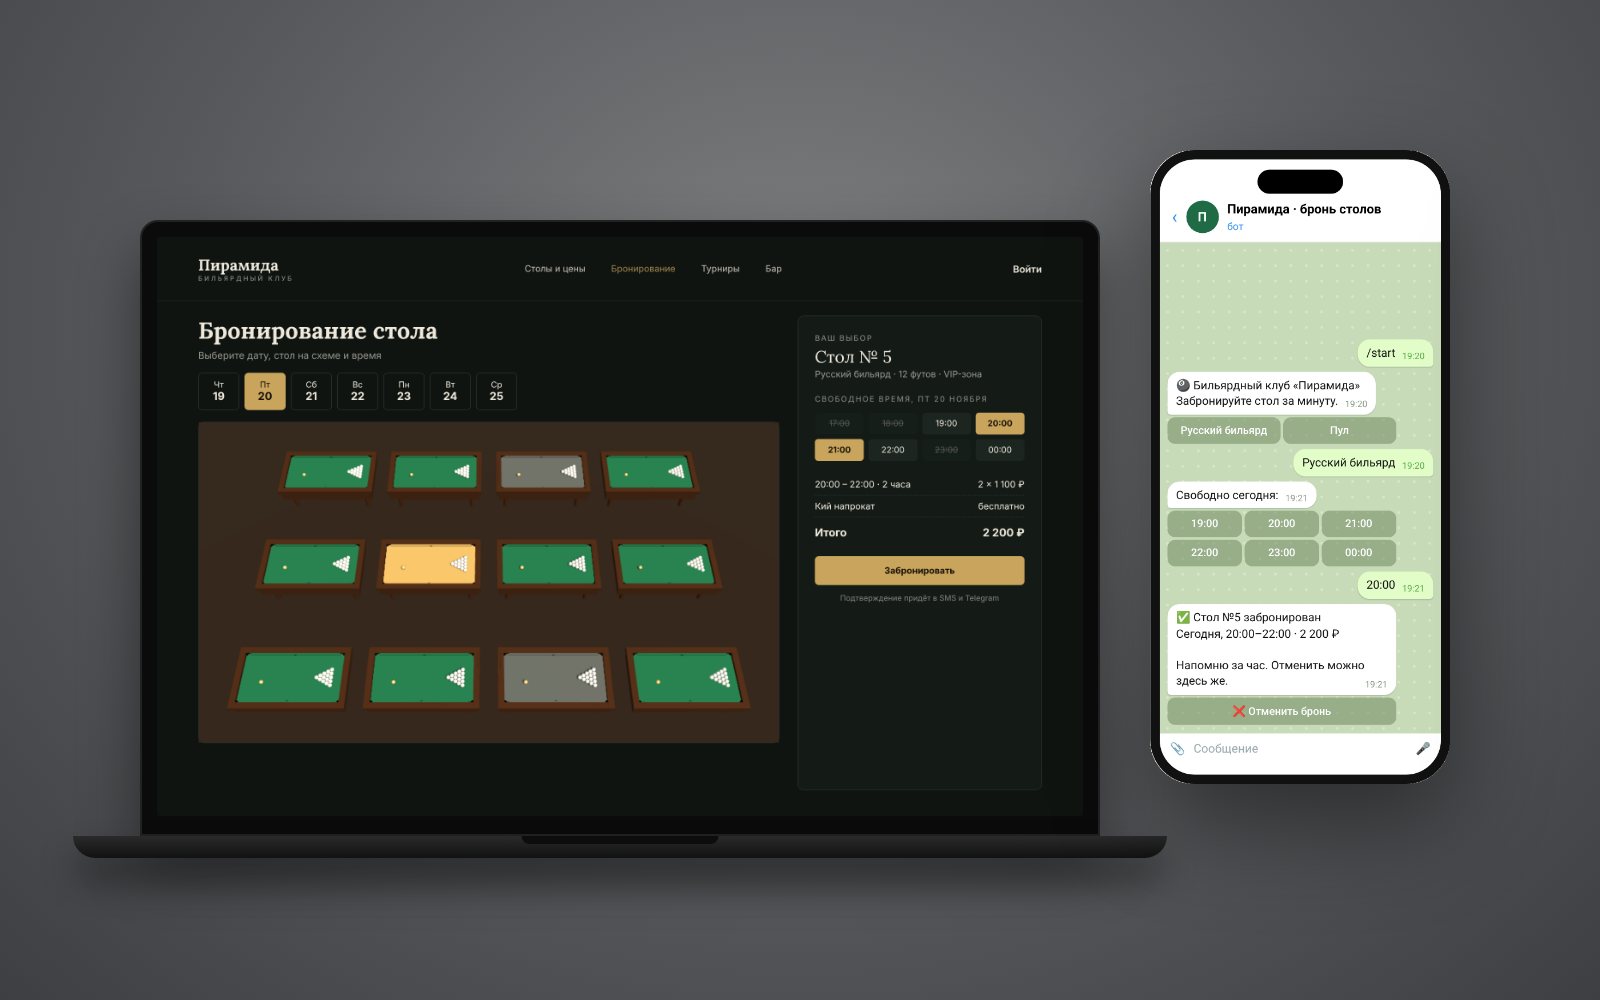 Пирамида
БИЛЬЯРДНЫЙ КЛУБ
Столы и цены
Бронирование
Турниры
Бар
Войти
Бронирование стола
Выберите дату, стол на схеме и время
Чт
19
Пт
20
Сб
21
Вс
22
Пн
23
Вт
24
Ср
25
ВАШ ВЫБОР
Стол № 5
Русский бильярд · 12 футов · VIP-зона
СВОБОДНОЕ ВРЕМЯ, ПТ 20 НОЯБРЯ
17:00 18:00 19:00 20:00
21:00 22:00 23:00 00:00
20:00 – 22:00 · 2 часа 2 × 1 100 ₽
Кий напрокат бесплатно
Итого 2 200 ₽
Забронировать
Подтверждение придёт в SMS и Telegram
П
Пирамида · бронь столов
бот
/start 19:20
🎱 Бильярдный клуб «Пирамида»
Забронируйте стол за минуту. 19:20
Русский бильярд Пул
Русский бильярд 19:20
Свободно сегодня: 19:21
19:00 20:00 21:00
22:00 23:00 00:00
20:00 19:21
✅ Стол №5 забронирован
Сегодня, 20:00–22:00 · 2 200 ₽
Напомню за час. Отменить можно
здесь же. 19:21
❌ Отменить бронь
Сообщение